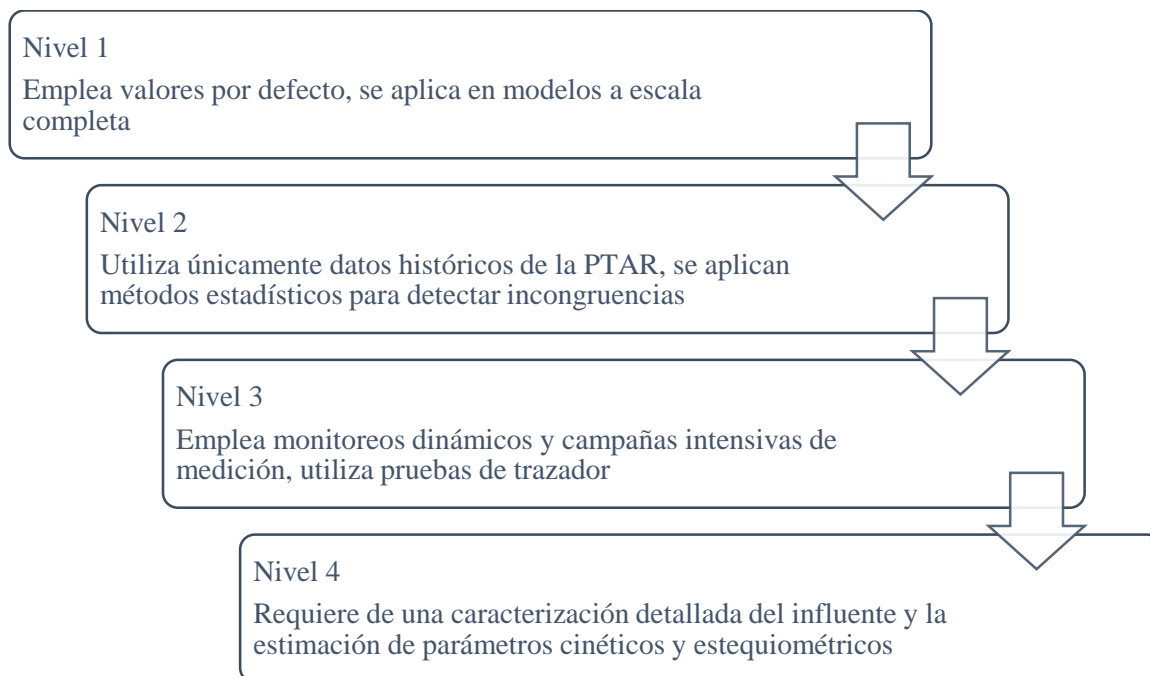 Nivel 1
Emplea valores por defecto, se aplica en modelos a escala
completa
Nivel 2
Utiliza únicamente datos históricos de la PTAR, se aplican
métodos estadísticos para detectar incongruencias
Nivel 3
Emplea monitoreos dinámicos y campañas intensivas de
medición, utiliza pruebas de trazador
Nivel 4
Requiere de una caracterización detallada del influente y la
estimación de parámetros cinéticos y estequiométricos